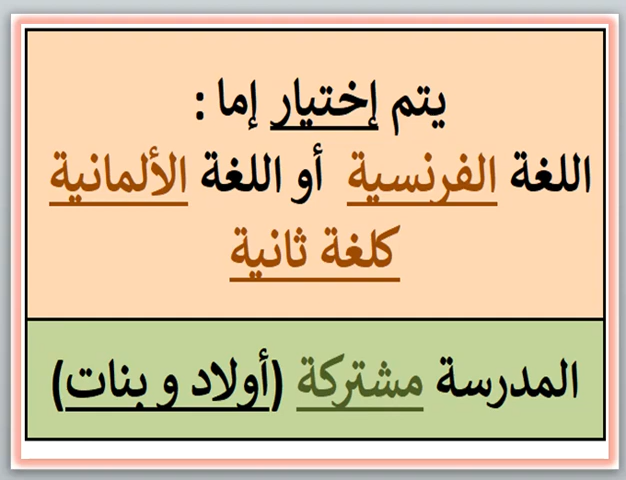 يتم إختيار إما :
اللغة الفرنسية أو اللغة الألمانية
كلغة ثانية
المدرسة مشتركة (أولاد و بنات)